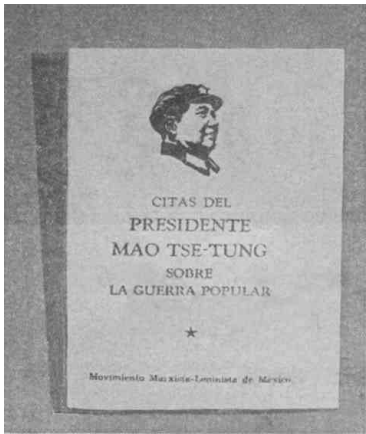 CITAS DEL
PRESIDENTE
MAO TSE-TUNG
SOBRE
LA GUERRA POPULAR
Movimiento Marxista-Leninista de México